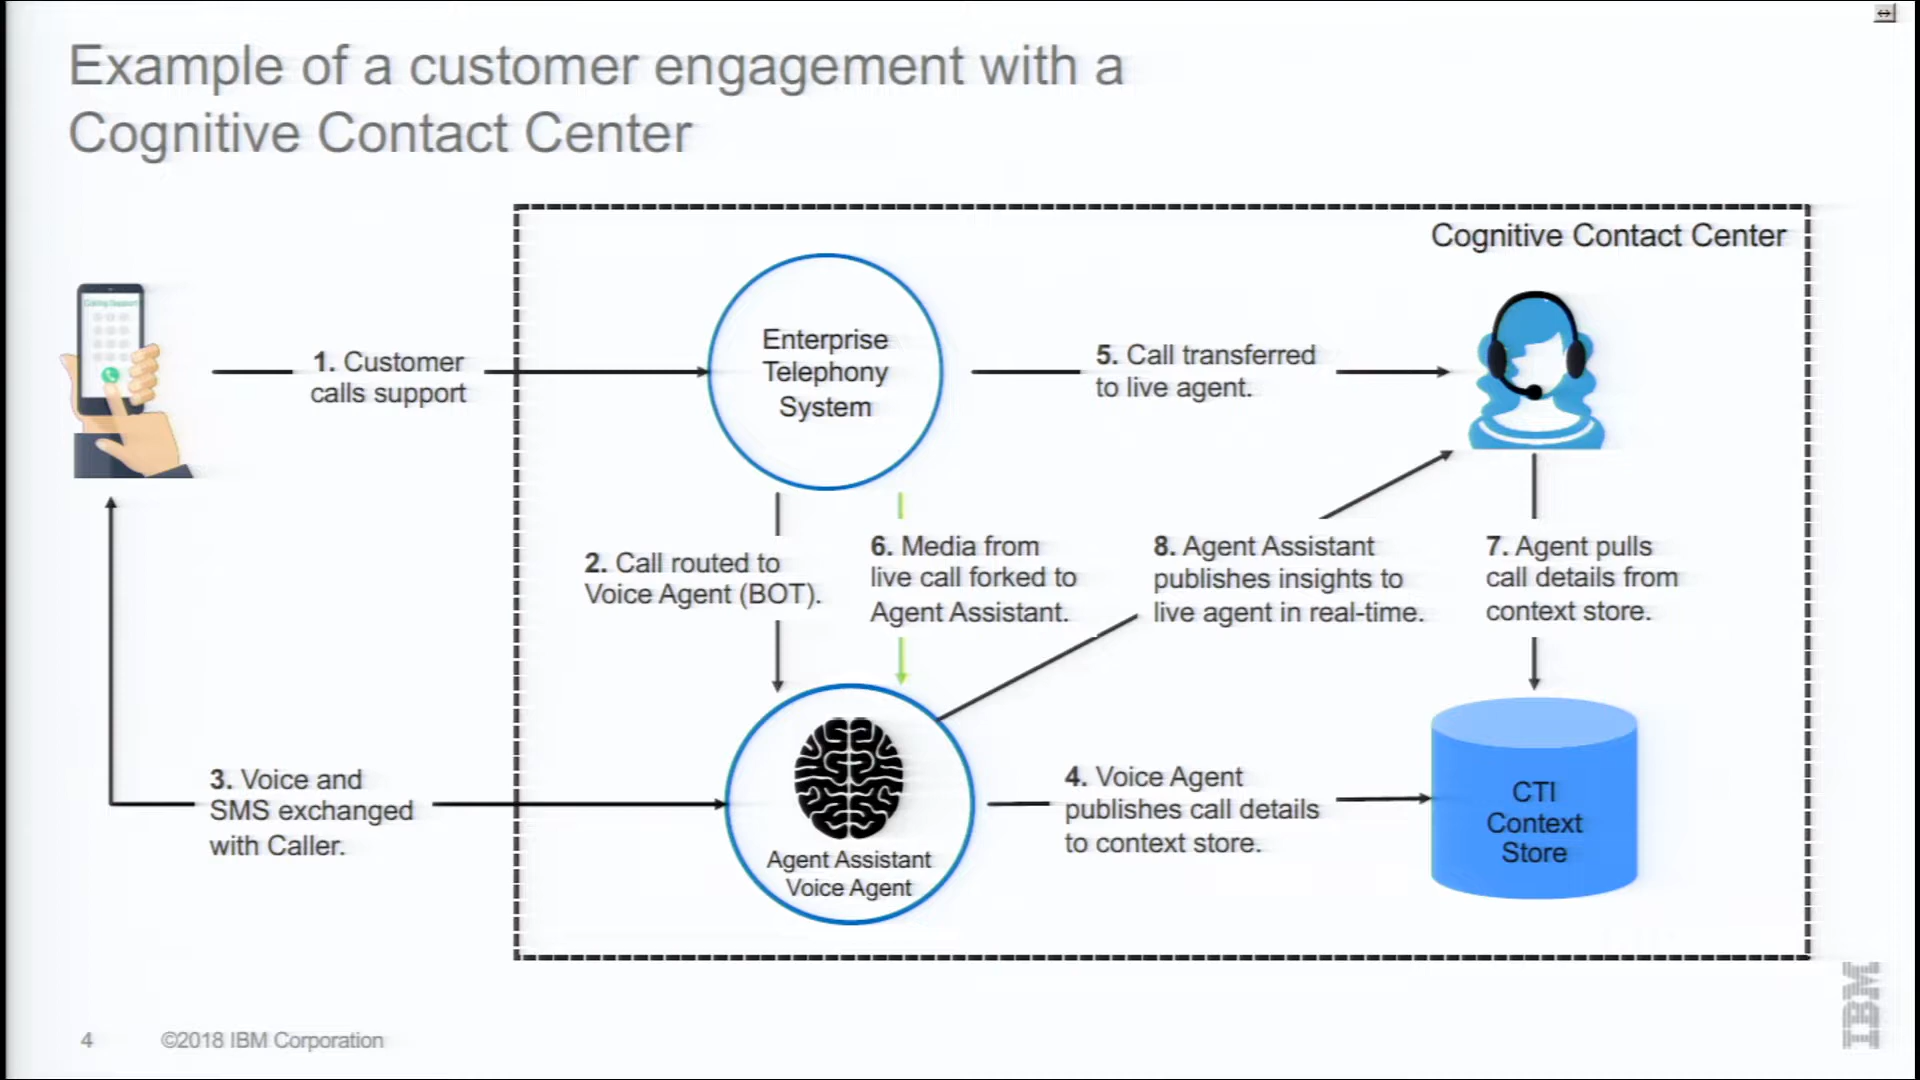 Example of a customer engagement with a
Cognitive Contact Center
Cognitive Contact Center
Calling Support
1. Customer
calls support
Enterprise
Telephony
System
5. Call transferred
to live agent.
2. Call routed to
Voice Agent (BOT).
6. Media from
live call forked to
Agent Assistant.
8. Agent Assistant
publishes insights to
live agent in real-time.
7. Agent pulls
call details from
context store.
3. Voice and
SMS exchanged
with Caller.
Agent Assistant
Voice Agent
4. Voice Agent
publishes call details
to context store.
CTI
Context
Store
4
©2018 IBM Corporation
IBM